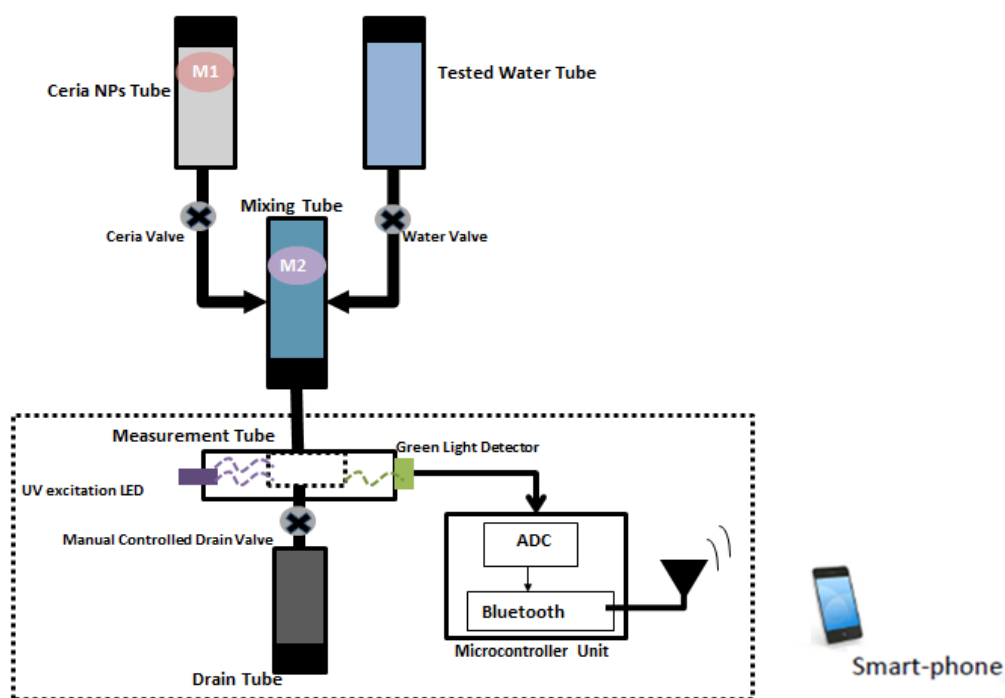 M1
Ceria NPs Tube
Tested Water Tube
Mixing Tube
Ceria Valve
Water Valve
M2
Measurement Tube
Green Light Detector
UV excitation LED
Manual Controlled Drain Valve
ADC
Bluetooth
Microcontroller Unit
Drain Tube
Smart-phone